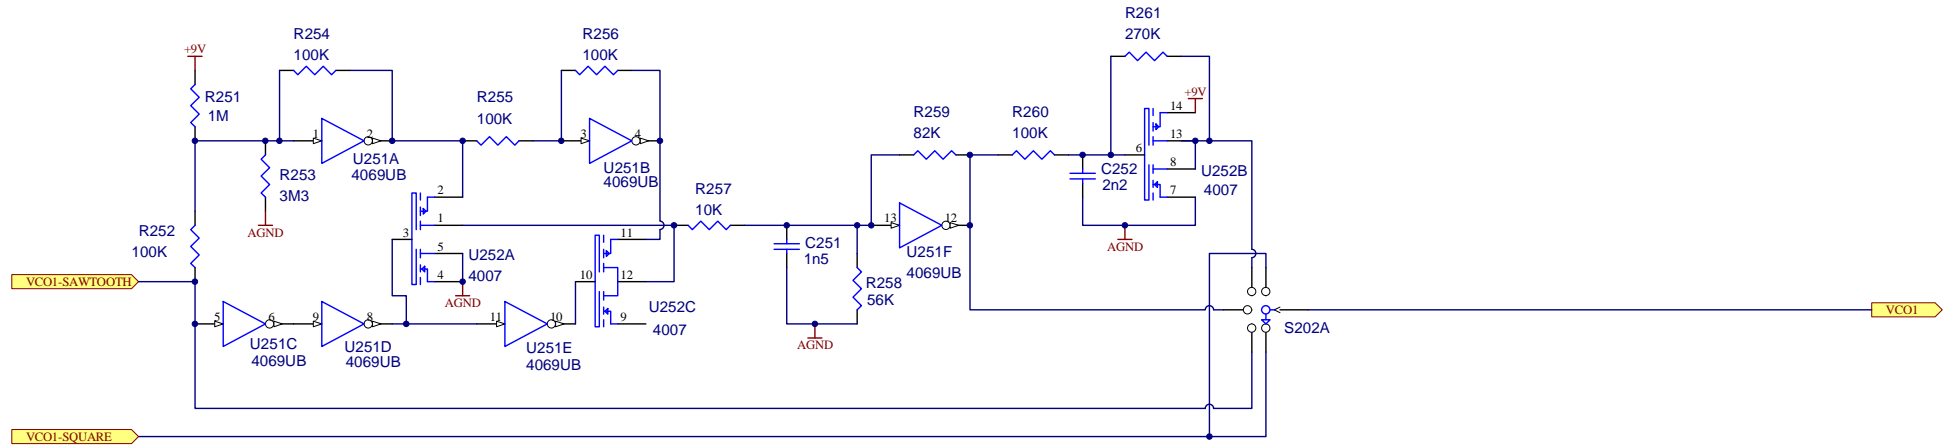 R261
270K
R254
100K
R256
100K
+9V
R251
1M
R255
100K
R259
82K
R260
100K
+9V
14
13
6
8
7
U252B
4007
C252
2n2
AGND
1
2
U251A
4069UB
3
4
U251B
4069UB
R253
3M3
AGND
R252
100K
2
1
3
5
4
U252A
4007
AGND
R257
10K
11
10
12
9
U252C
4007
C251
1n5
R258
56K
AGND
13
12
U251F
4069UB
VCO1-SAWTOOTH
5
6
U251C
4069UB
9
8
U251D
4069UB
11
10
U251E
4069UB
S202A
VCO1
VCO1-SQUARE